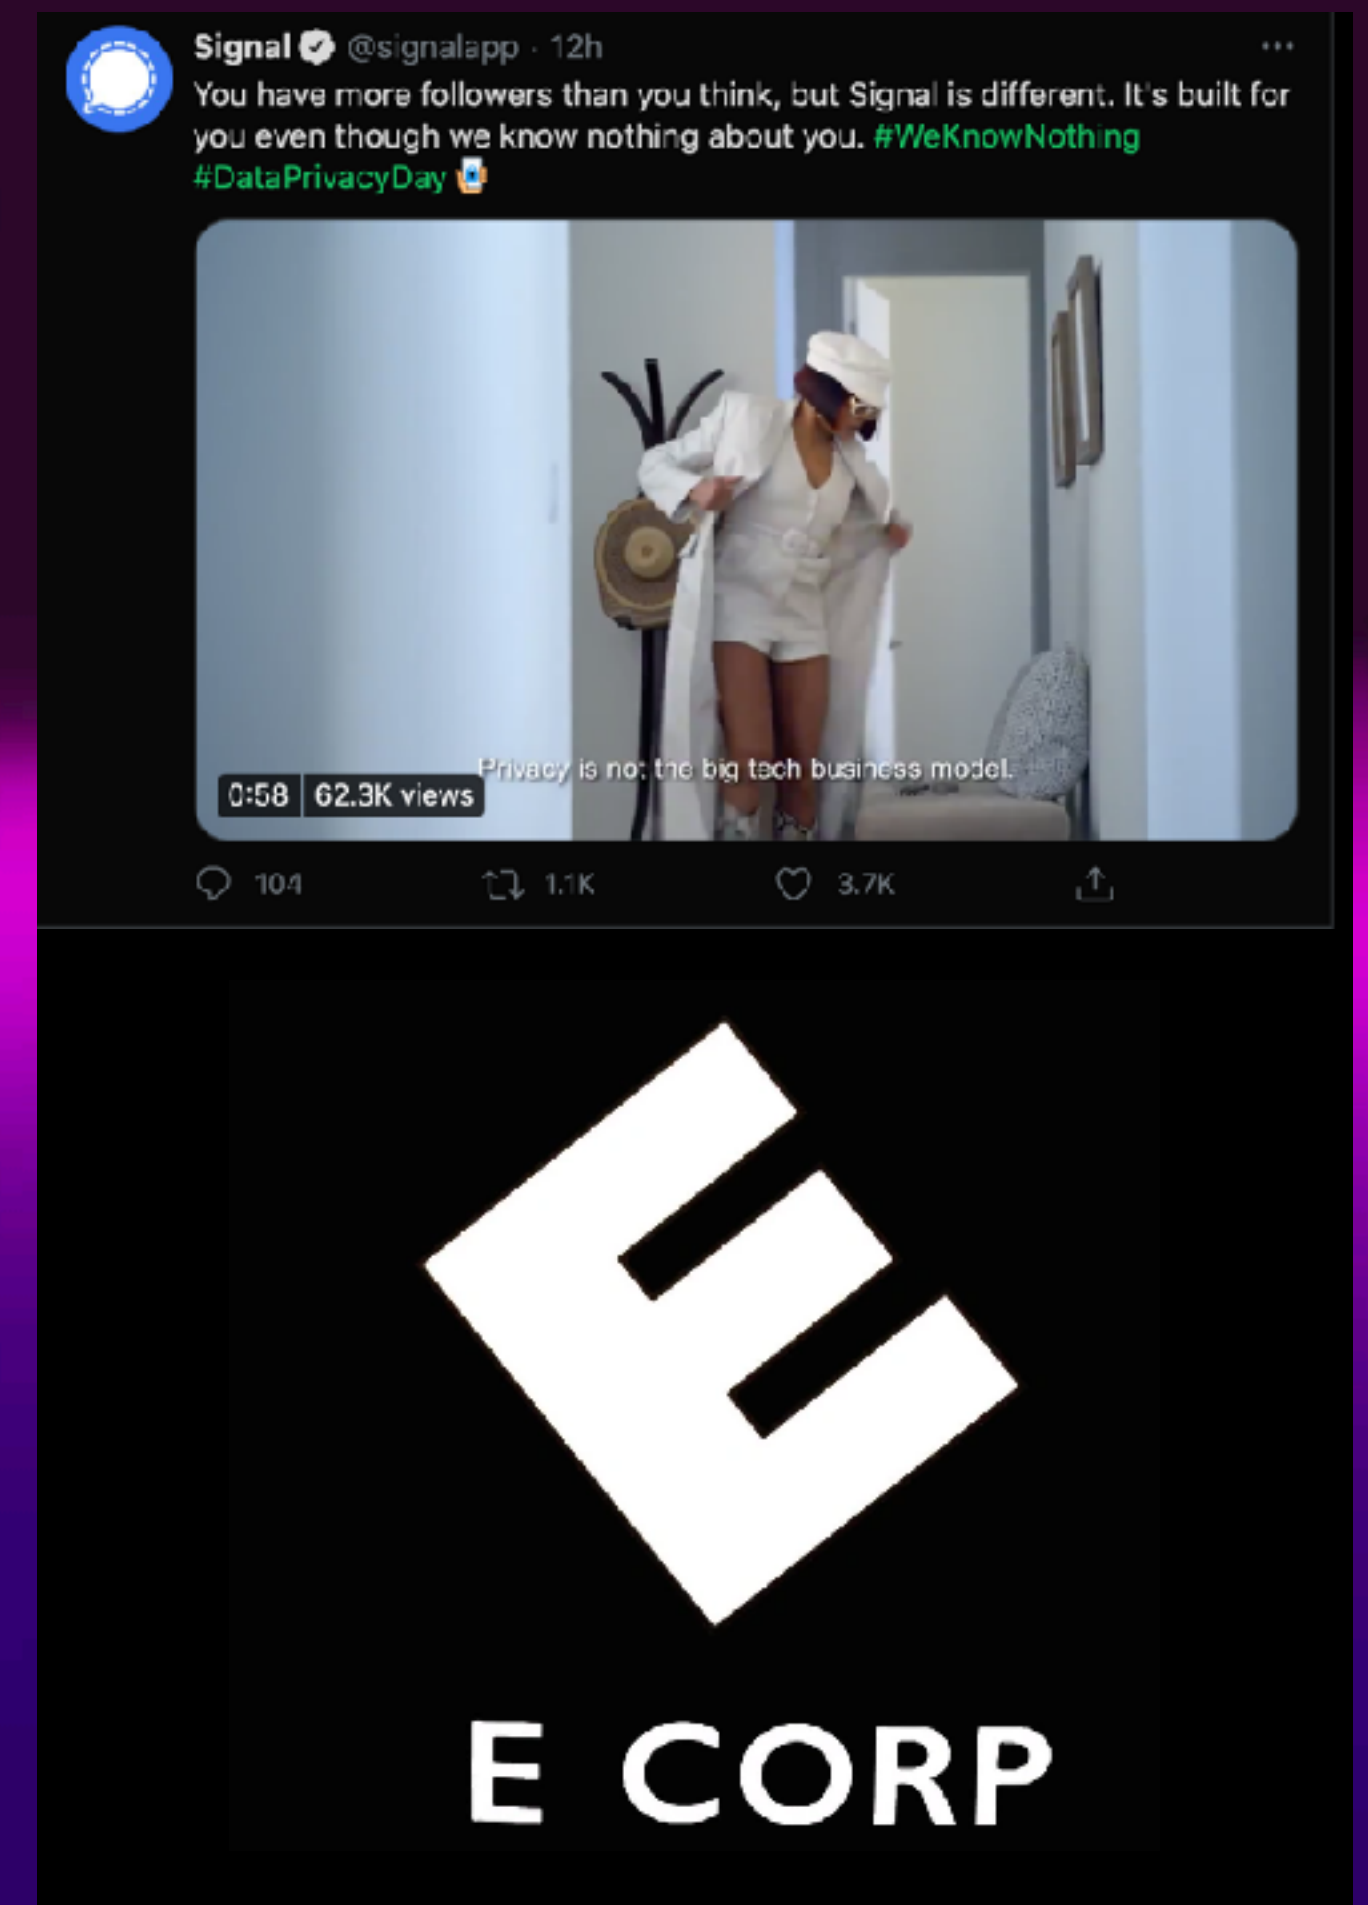 Signal @signalapp · 12h
You have more followers than you think, but Signal is different. It's built for
you even though we know nothing about you. #WeKnowNothing
#DataPrivacyDay
Privacy is not the big tech business model.
0:58 62.3K views
104 1.1K 3.7K
E CORP